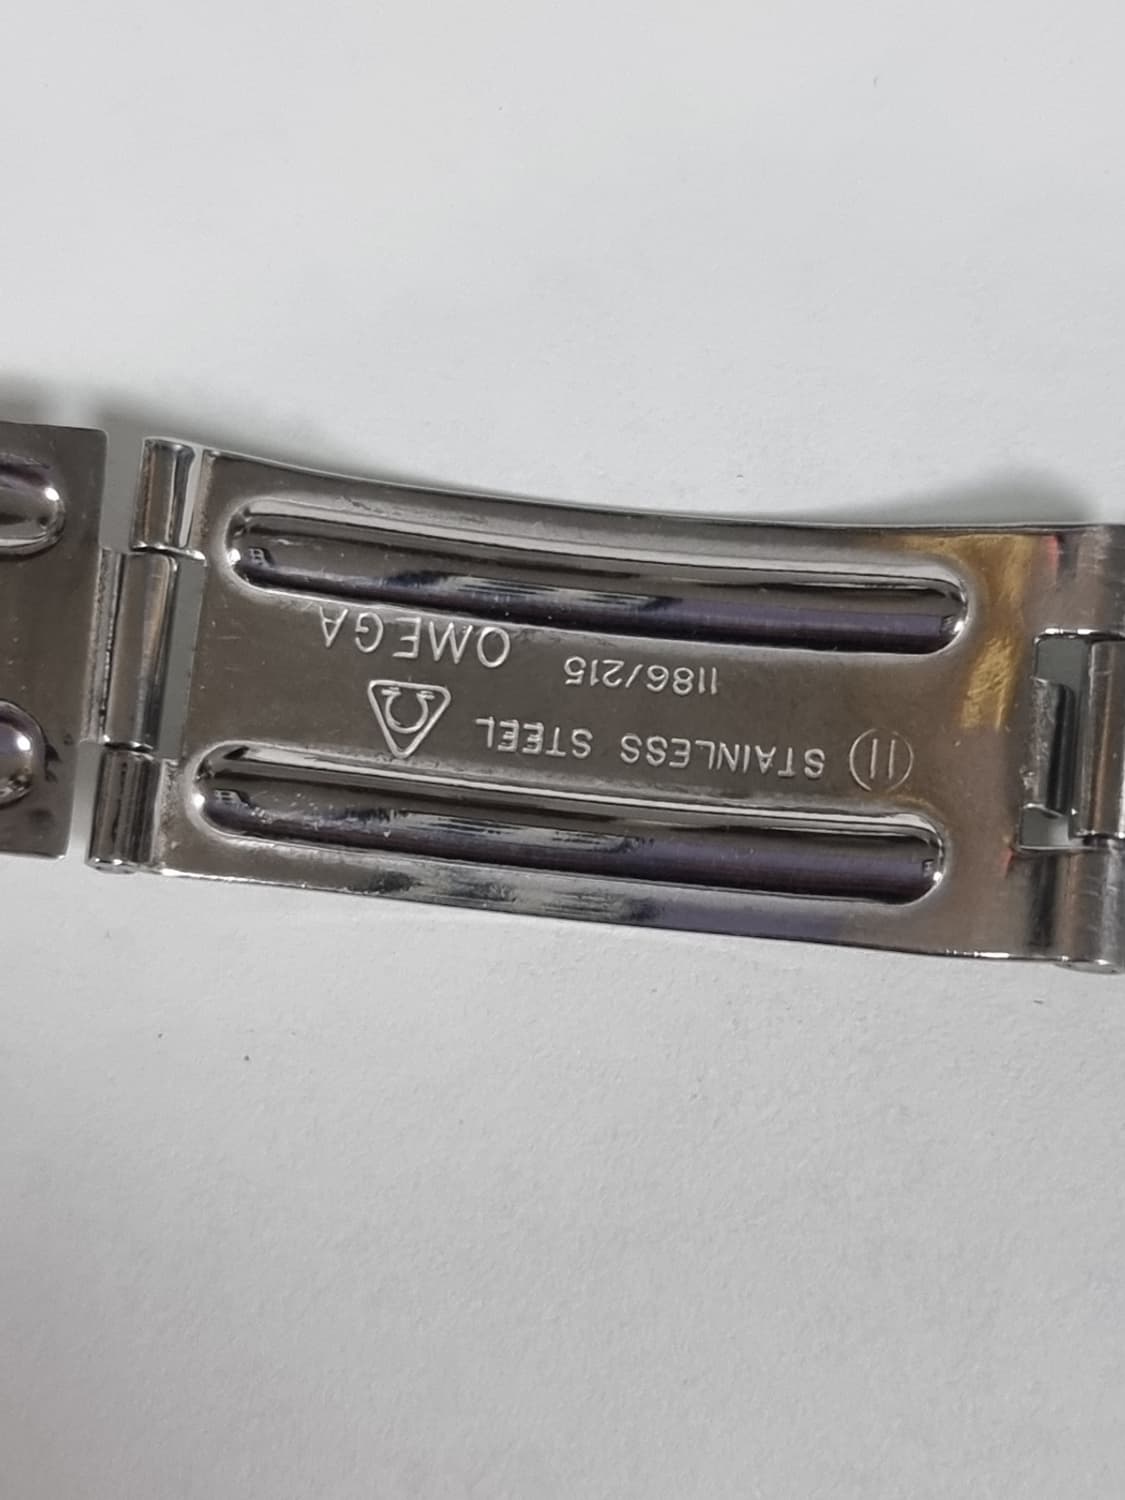 (11) STAINLESS STEEL
1186/215
OMEGA